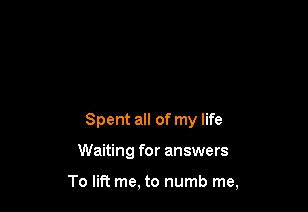 Spent all of my life
Waiting for answers
To lift me, to numb me,